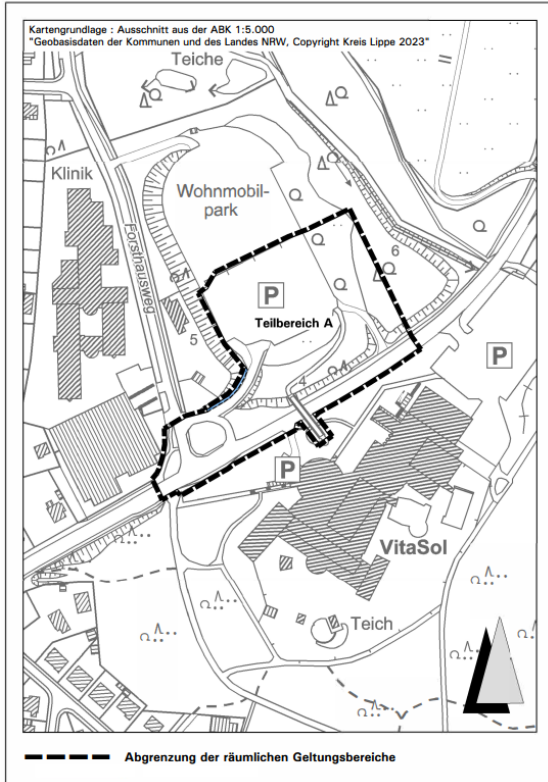 Kartengrundlage : Ausschnitt aus der ABK 1:5.000
"Geobasisdaten der Kommunen und des Landes NRW, Copyright Kreis Lippe 2023"
Teiche
Klinik
Wohnmobil-
park
Forsthausweg
6
P
Teilbereich A
5
P
4
P
VitaSol
Teich
Abgrenzung der räumlichen Geltungsbereiche